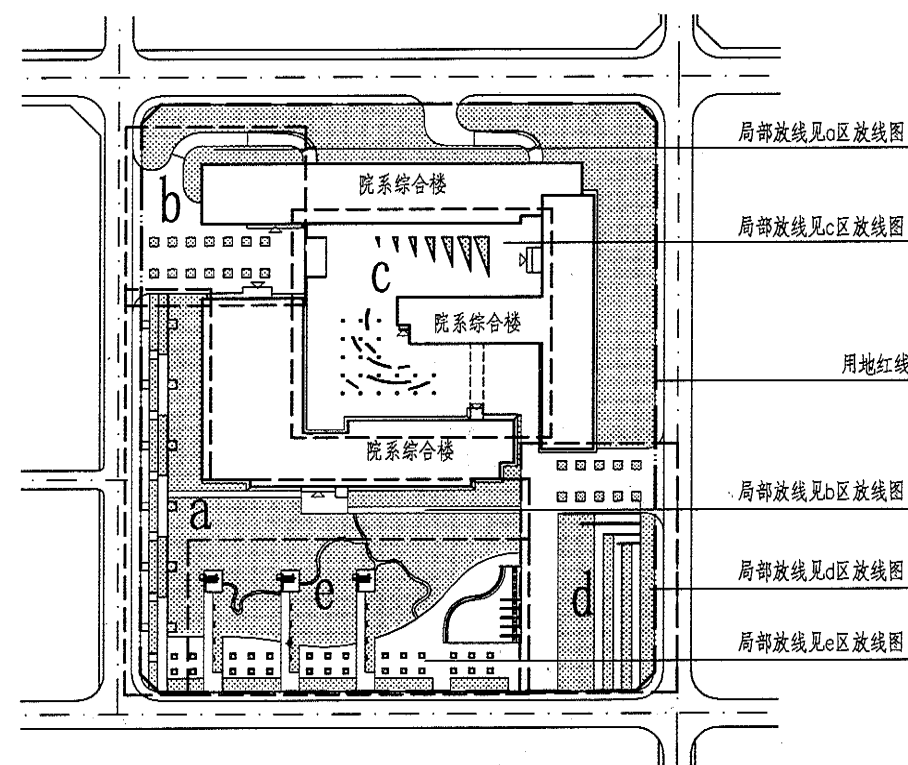 局部放线见a区放线图
院系综合楼
b
局部放线见c区放线图
c
院系综合楼
用地红线
院系综合楼
局部放线见b区放线图
a
局部放线见d区放线图
e
d
局部放线见e区放线图